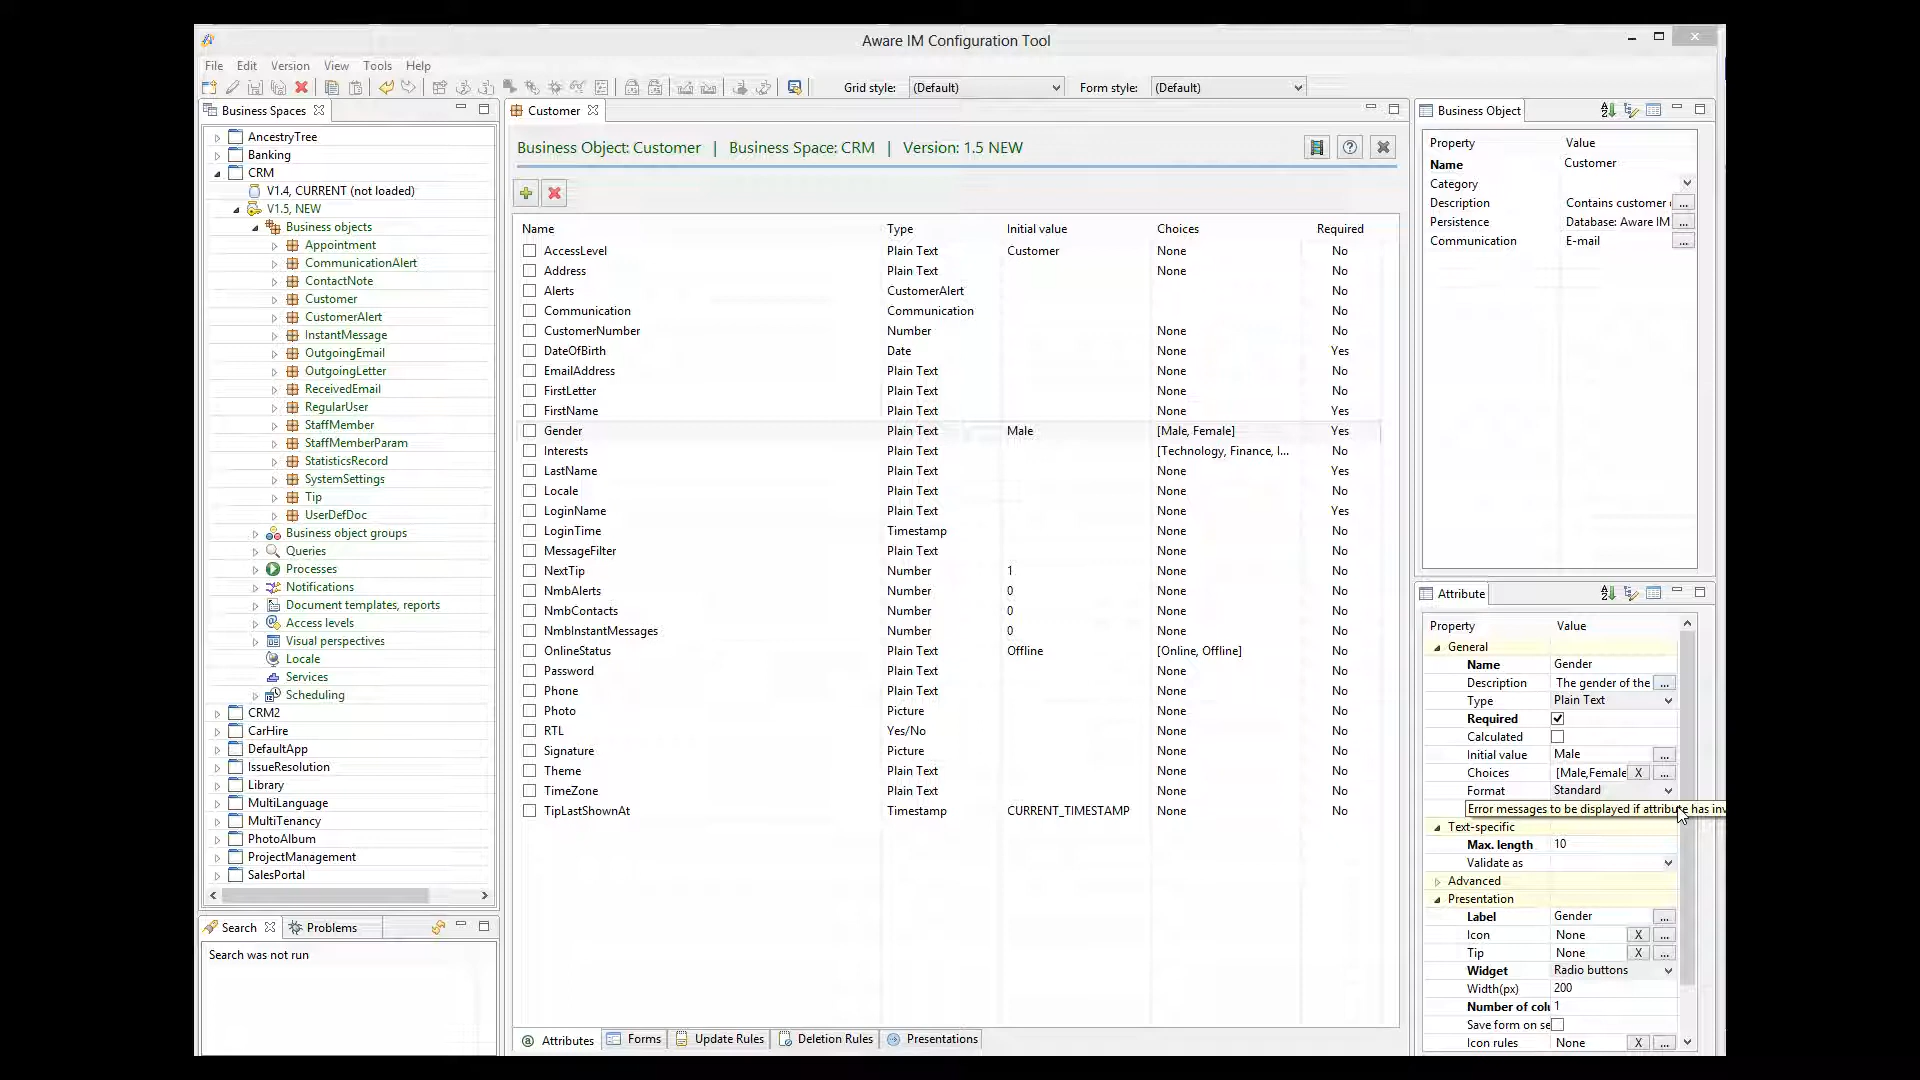 Aware IM Configuration Tool
File Edit Version View Tools Help
Grid style: (Default) Form style: (Default)
Business Spaces
AncestryTree
Banking
CRM
V1.4, CURRENT (not loaded)
V1.5, NEW
Business objects
Appointment
CommunicationAlert
ContactNote
Customer
CustomerAlert
InstantMessage
OutgoingEmail
OutgoingLetter
ReceivedEmail
RegularUser
StaffMember
StaffMemberParam
StatisticsRecord
SystemSettings
Tip
UserDefDoc
Business object groups
Queries
Processes
Notifications
Document templates, reports
Access levels
Visual perspectives
Locale
Services
Scheduling
CRM2
CarHire
DefaultApp
IssueResolution
Library
MultiLanguage
MultiTenancy
PhotoAlbum
ProjectManagement
SalesPortal
Search Problems
Search was not run
Customer
Business Object: Customer | Business Space: CRM | Version: 1.5 NEW
Name Type Initial value Choices Required
AccessLevel Plain Text Customer None No
Address Plain Text None No
Alerts CustomerAlert No
Communication Communication No
CustomerNumber Number None No
DateOfBirth Date None Yes
EmailAddress Plain Text None No
FirstLetter Plain Text None No
FirstName Plain Text None Yes
Gender Plain Text Male [Male, Female] Yes
Interests Plain Text [Technology, Finance, I... No
LastName Plain Text None Yes
Locale Plain Text None No
LoginName Plain Text None Yes
LoginTime Timestamp None No
MessageFilter Plain Text None No
NextTip Number 1 None No
NmbAlerts Number 0 None No
NmbContacts Number 0 None No
NmbInstantMessages Number 0 None No
OnlineStatus Plain Text Offline [Online, Offline] No
Password Plain Text None No
Phone Plain Text None No
Photo Picture None No
RTL Yes/No None No
Signature Picture None No
Theme Plain Text None No
TimeZone Plain Text None No
TipLastShownAt Timestamp CURRENT_TIMESTAMP None No
Attributes Forms Update Rules Deletion Rules Presentations
Business Object
Property Value
Name Customer
Category
Description Contains customer ...
Persistence Database: Aware IM ...
Communication E-mail ...
Attribute
Property Value
General
Name Gender
Description The gender of the ...
Type Plain Text
Required
Calculated
Initial value Male ...
Choices [Male,Female X ...
Format Standard
Error messages to be displayed if attribute has inv
Text-specific
Max. length 10
Validate as
Advanced
Presentation
Label Gender ...
Icon None X ...
Tip None X ...
Widget Radio buttons
Width(px) 200
Number of colu 1
Save form on se
Icon rules None X ...